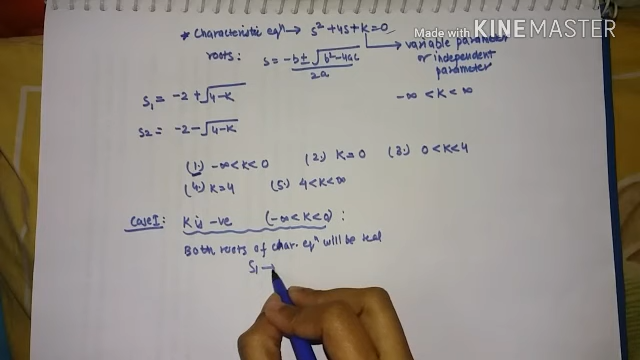 Made with KINEMASTER
* Characteristic eqⁿ → s² + 4s + k = 0
roots: s = -b ± √b² - 4ac / 2a
→ variable parameter
or independent
parameter
-∞ < K < ∞
S₁ = -2 + √4-K
S2 = -2 - √4-K
(1.) -∞ < K < 0 (2.) K = 0 (3.) 0 < K < 4
(4.) K = 4 (5.) 4 < K < ∞
Case I: K is -ve (-∞ < K < 0) :
Both roots of char. eqⁿ will be real
S₁ →